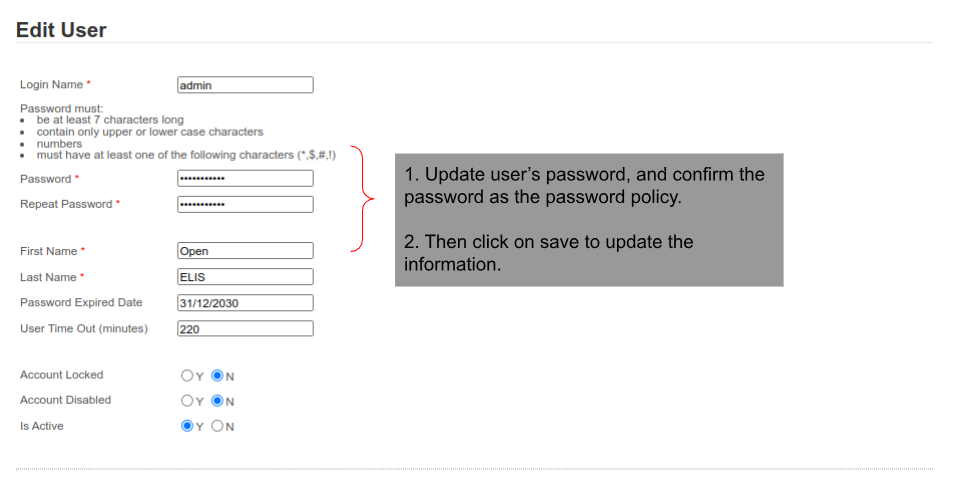 Edit User
Login Name * admin
Password must:
• be at least 7 characters long
• contain only upper or lower case characters
• numbers
• must have at least one of the following characters (*,$,#,!)
Password * •••••••••••
Repeat Password * •••••••••••
1. Update user’s password, and confirm the
password as the password policy.
2. Then click on save to update the
information.
First Name * Open
Last Name * ELIS
Password Expired Date 31/12/2030
User Time Out (minutes) 220
Account Locked Y N
Account Disabled Y N
Is Active Y N